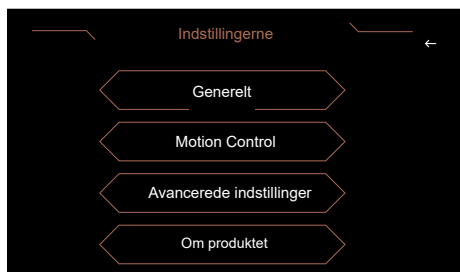 Indstillingerne
Generelt
Motion Control
Avancerede indstillinger
Om produktet